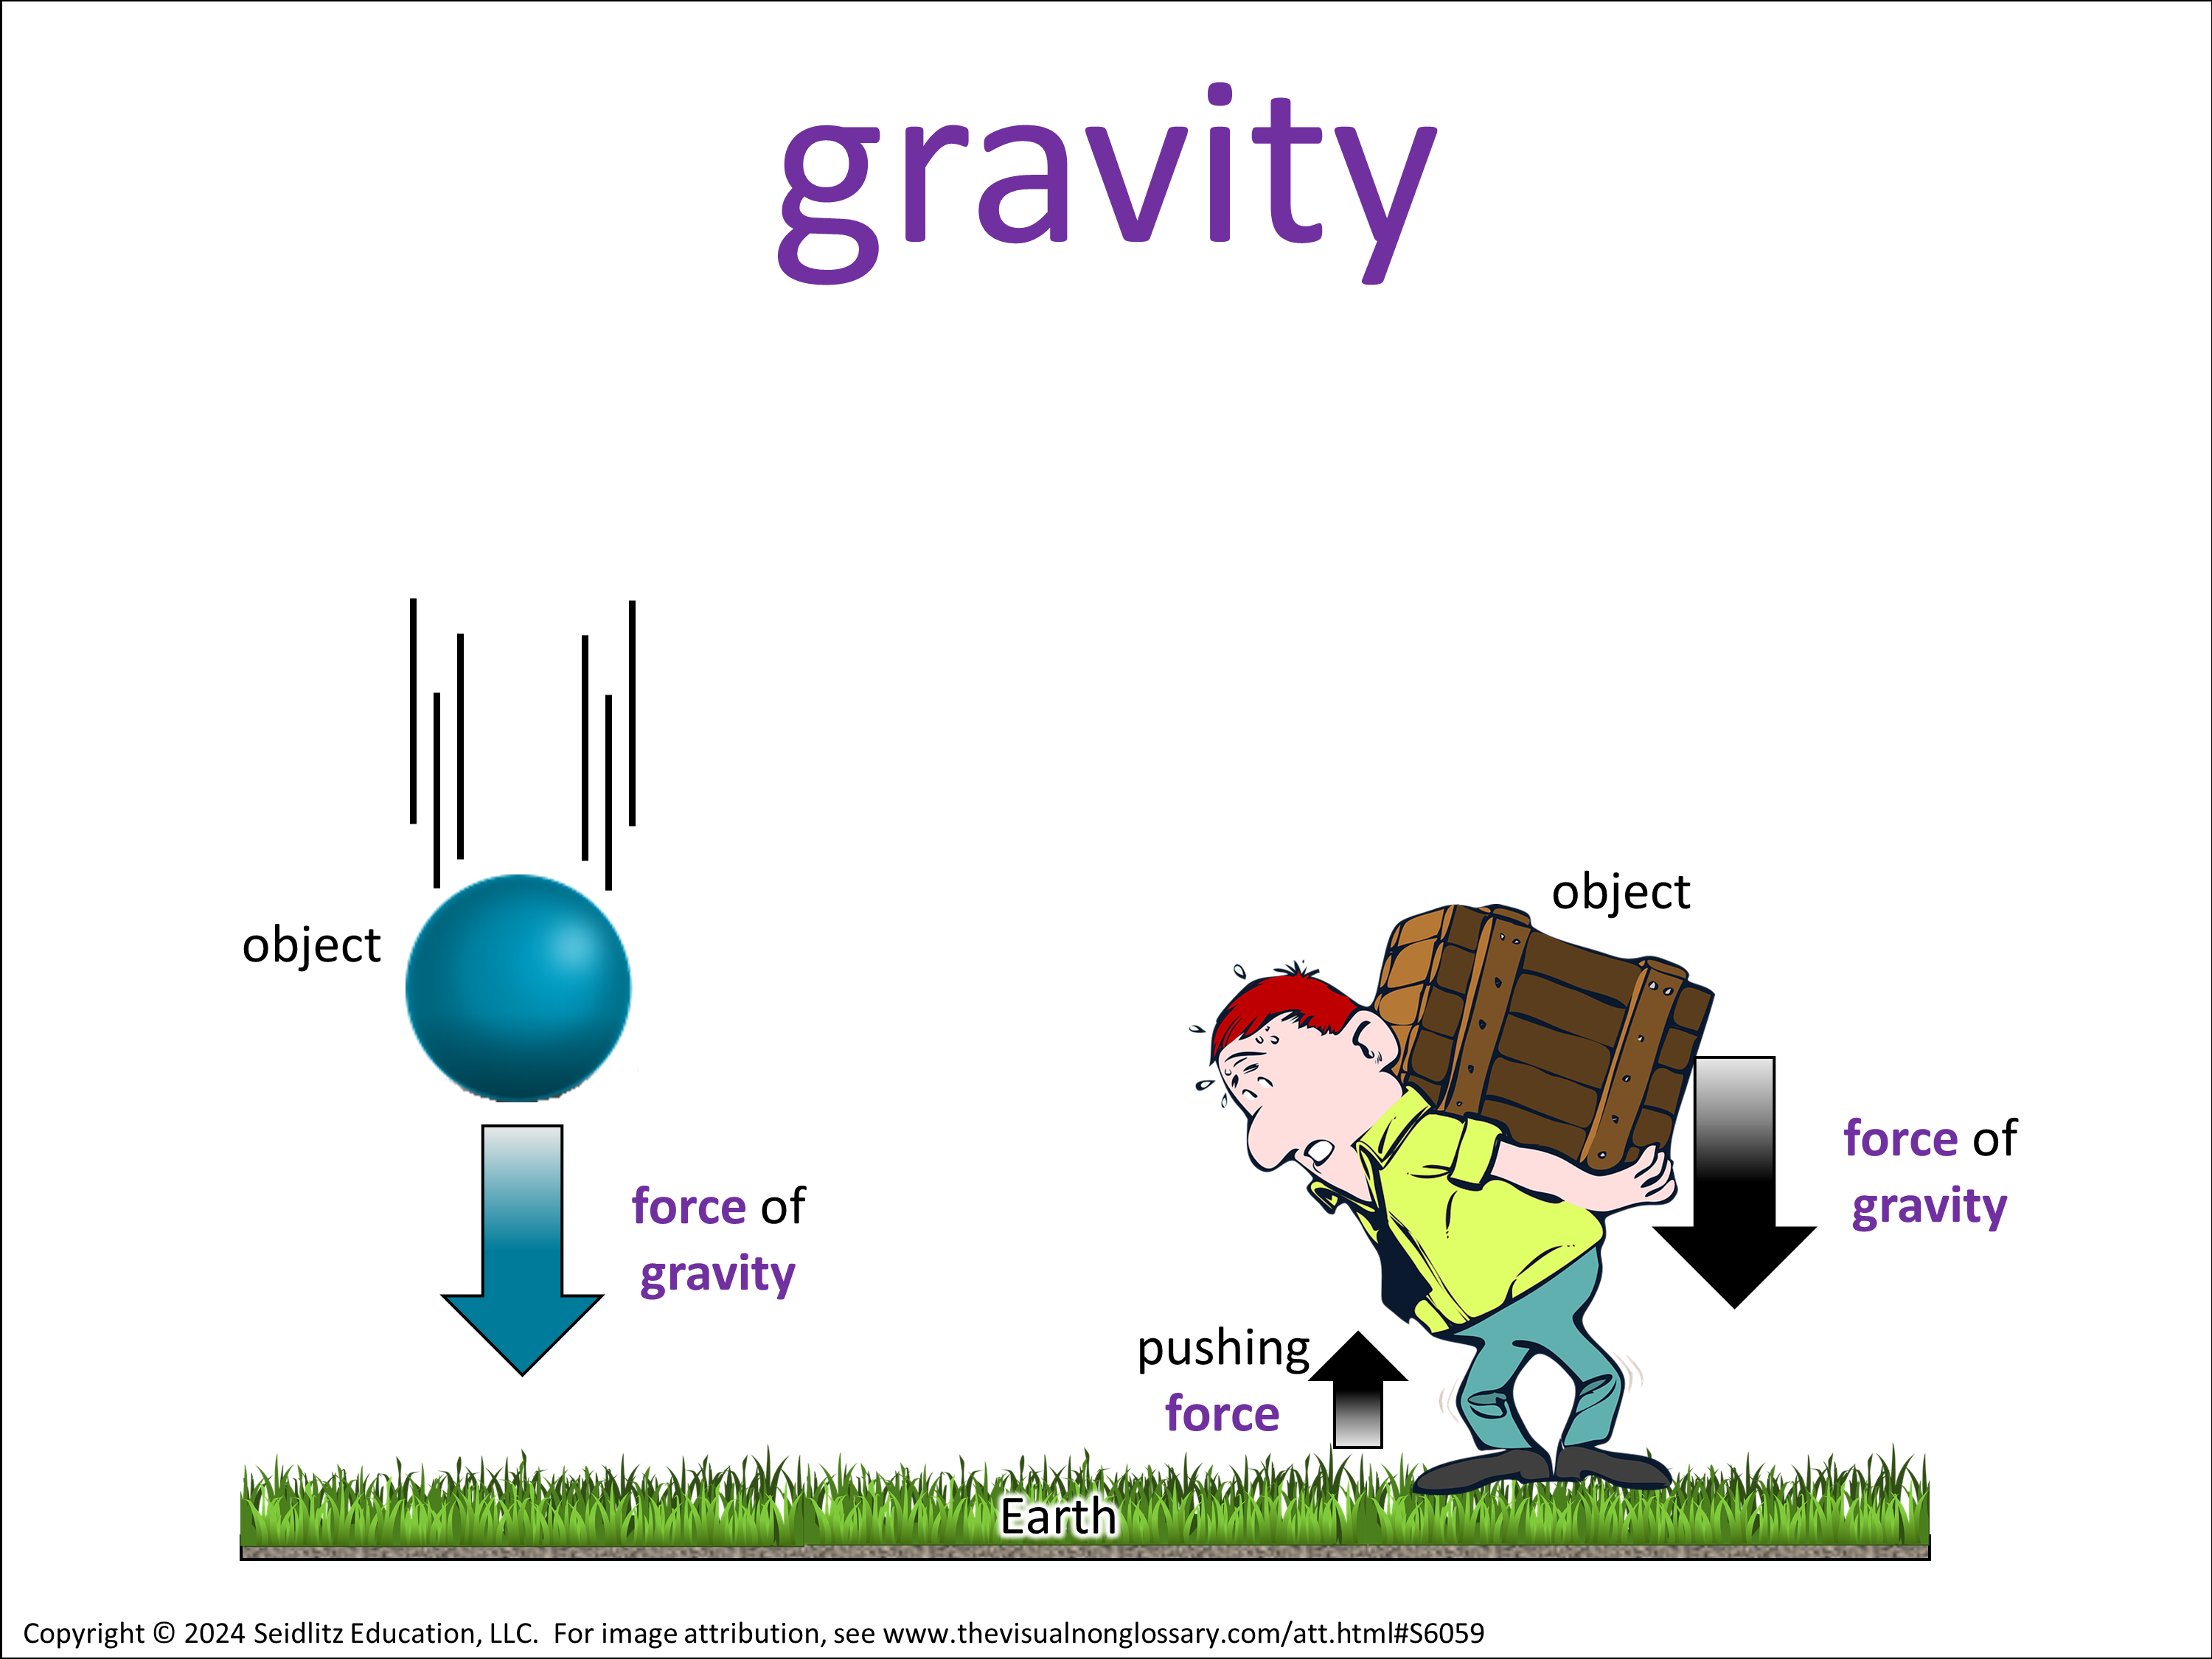 gravity
object
force of
gravity
object
force of
gravity
pushing
force
Earth
Copyright © 2024 Seidlitz Education, LLC.  For image attribution, see www.thevisualnonglossary.com/att.html#S6059